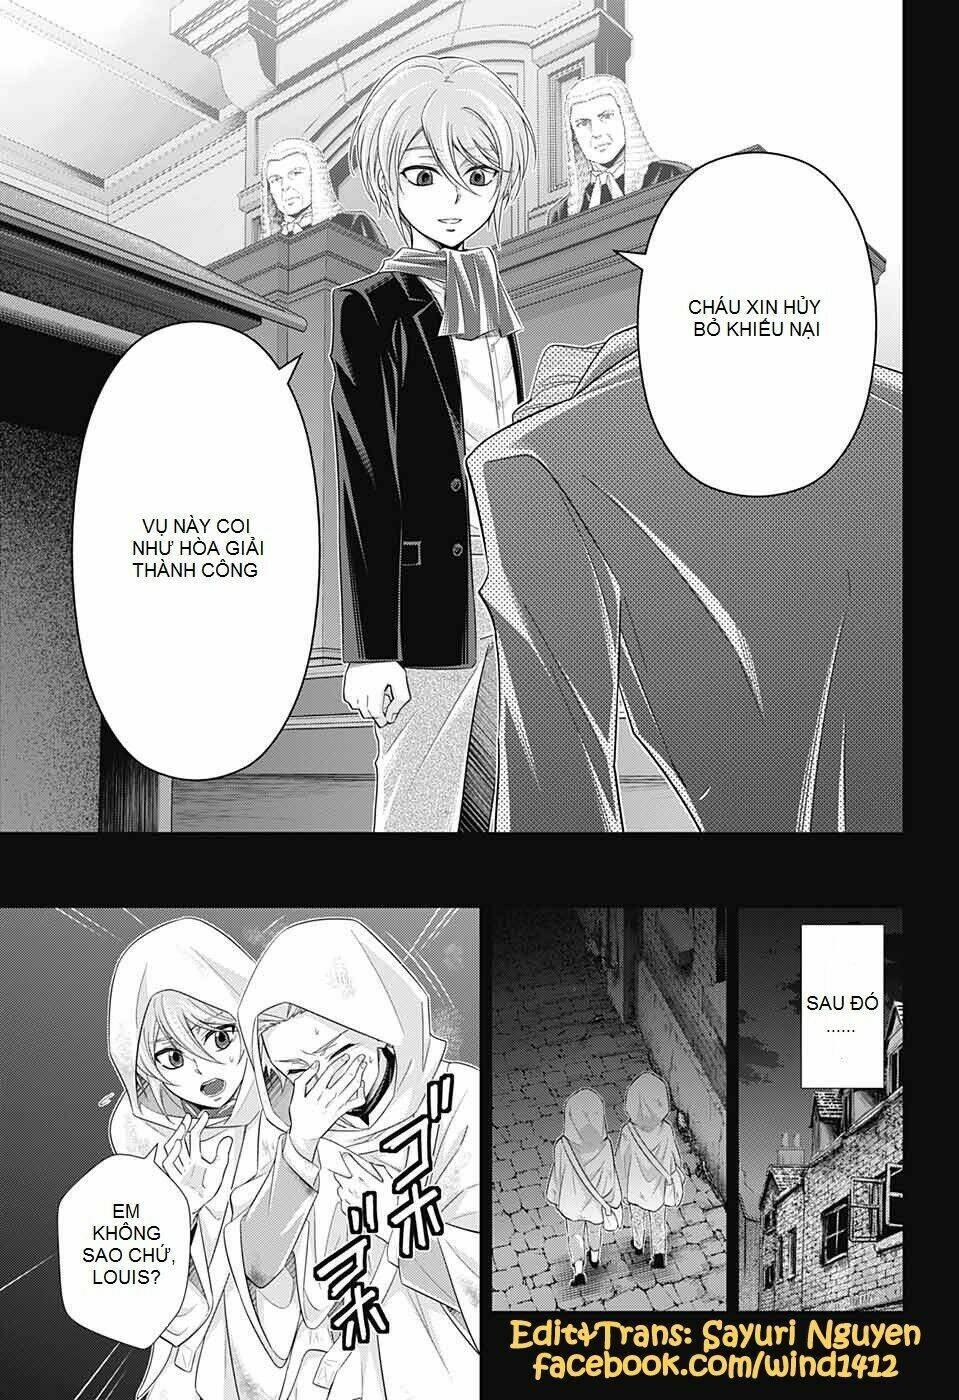 CHÁU XIN HỦY
BỎ KHIẾU NẠI
VỤ NÀY COI
NHƯ HÒA GIẢI
THÀNH CÔNG
SAU ĐÓ
......
EM
KHÔNG
SAO CHỨ,
LOUIS?
ゴホ
ゴホ
Edit&Trans: Sayuri Nguyen
facebook.com/wind1412